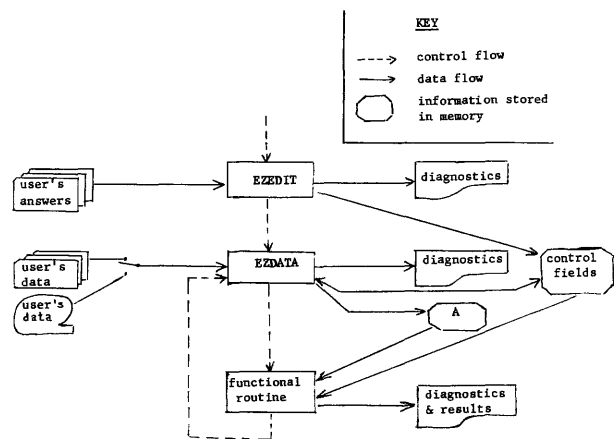 KEY
control flow
data flow
information stored
in memory
user's
answers
EZEDIT
diagnostics
user's
data
EZDATA
diagnostics
control
fields
user's
data
A
functional
routine
diagnostics
& results